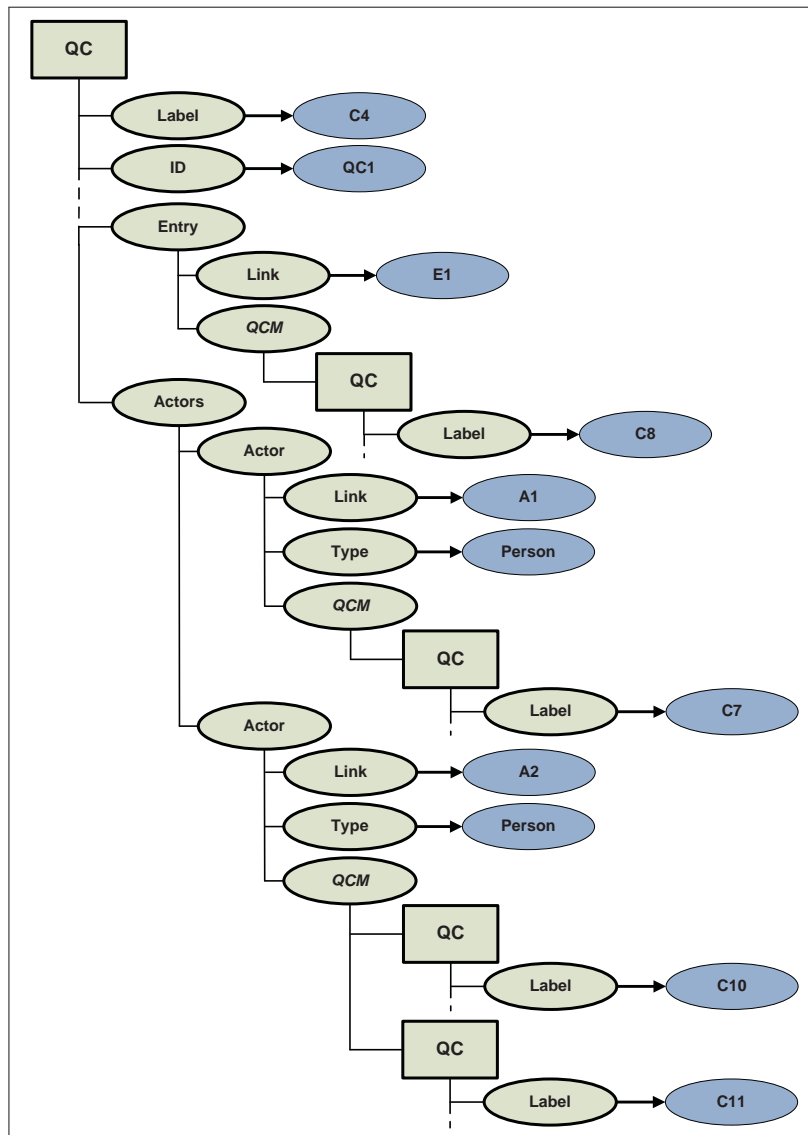 QC
Label C4
ID QC1
Entry
Link E1
QCM
QC
Actors
Label C8
Actor
Link A1
Type Person
QCM
QC
Label C7
Actor
Link A2
Type Person
QCM
QC
Label C10
QC
Label C11